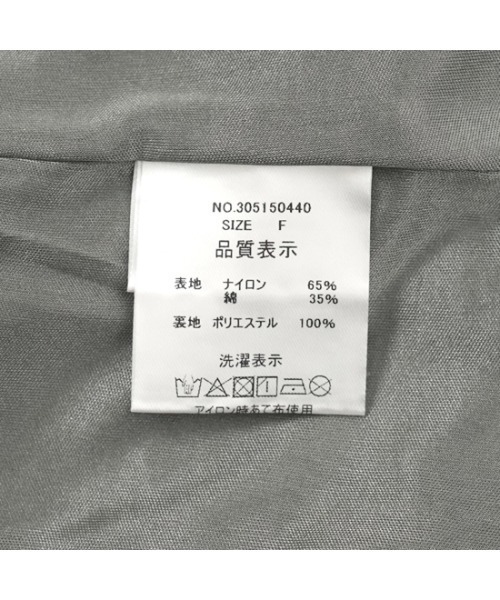 NO.305150440
SIZE F
品質表示
表地 ナイロン 65%
綿 35%
裏地 ポリエステル 100%
洗濯表示
アイロン時あて布使用